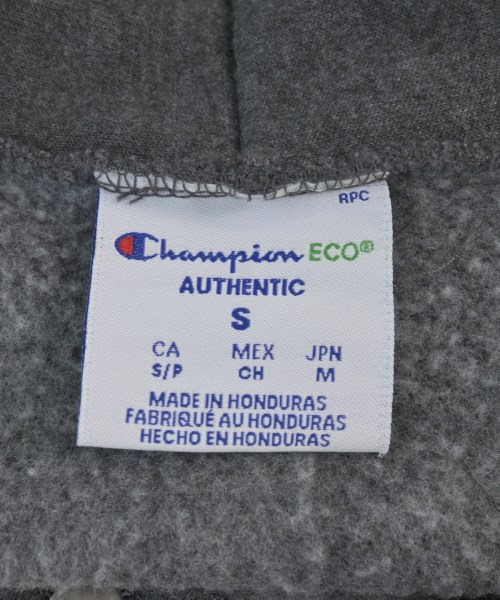 RPC
Champion ECO®
AUTHENTIC
S
CA MEX JPN
S/P CH M
MADE IN HONDURAS
FABRIQUÉ AU HONDURAS
HECHO EN HONDURAS